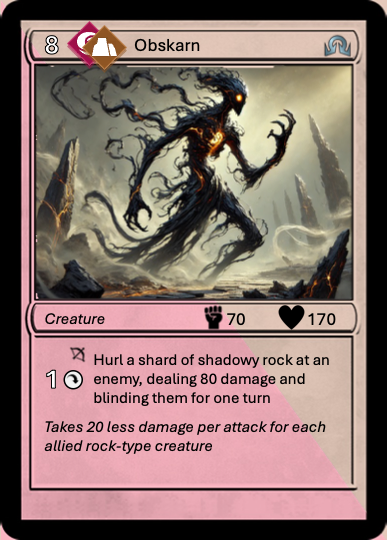 8 Obskarn
Creature 70 170
Hurl a shard of shadowy rock at an
1 enemy, dealing 80 damage and
blinding them for one turn
Takes 20 less damage per attack for each
allied rock-type creature